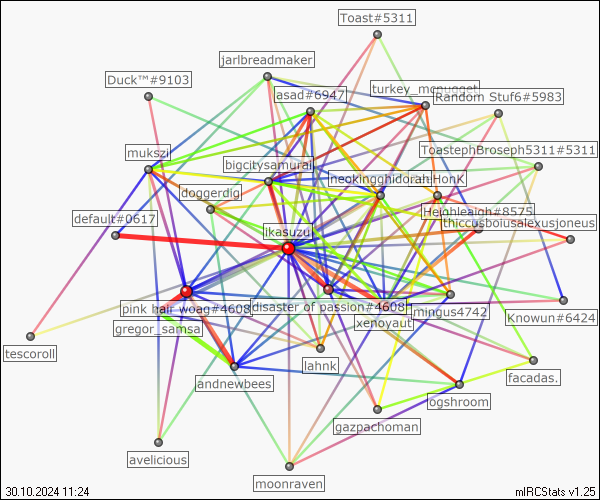 Toast#5311
jarlbreadmaker
Duck™#9103
asad#6947
Random Stuf6#5983
mukszi
ToastephBroseph5311#5311
bigcitysamurai
neokingghidorah
HonK
doggerdig
default#0617
Heighleaigh#8575
thiccusboiusalexusjoneus
ikasuzu
pink hair woag#4608
disaster of passion#4608
mingus4742
Knowun#6424
gregor_samsa
xenoyaut
tescoroll
lahnk
andnewbees
facadas.
ogshroom
gazpachoman
avelicious
moonraven
30.10.2024 11:24
mIRCStats v1.25